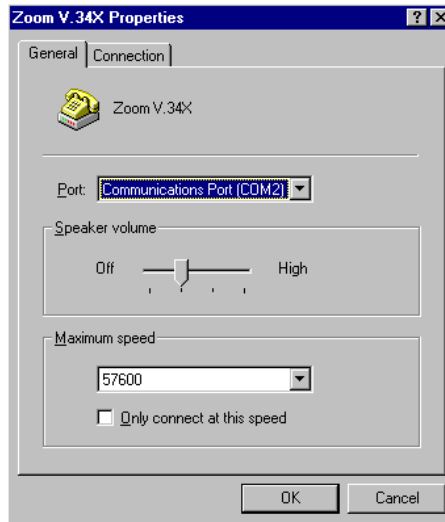 Zoom V.34X Properties
General Connection
Zoom V.34X
Port: Communications Port (COM2)
Speaker volume
Off High
Maximum speed
57600
Only connect at this speed
OK Cancel